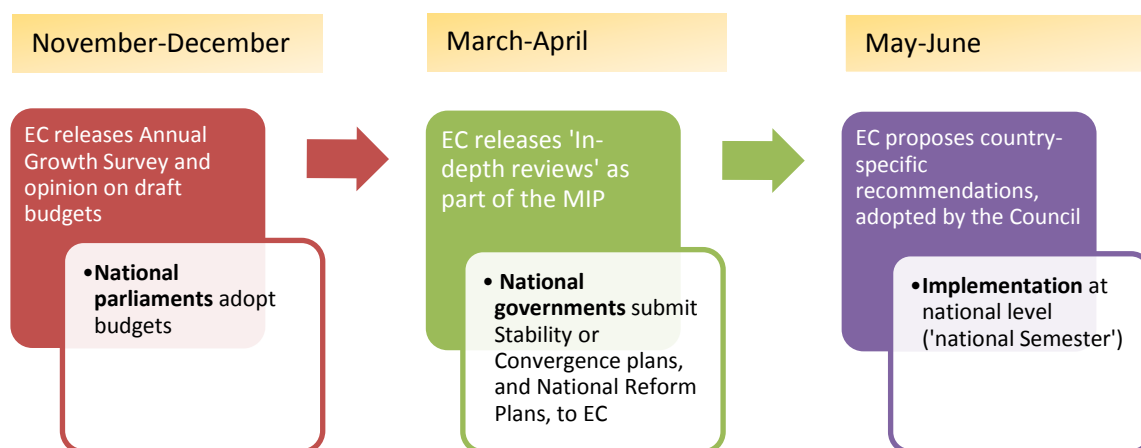 November-December
March-April
May-June
EC releases Annual
Growth Survey and
opinion on draft
budgets
•National
parliaments adopt
budgets
EC releases 'In-
depth reviews' as
part of the MIP
• National
governments submit
Stability or
Convergence plans,
and National Reform
Plans, to EC
EC proposes country-
specific
recommendations,
adopted by the Council
•Implementation at
national level
('national Semester')